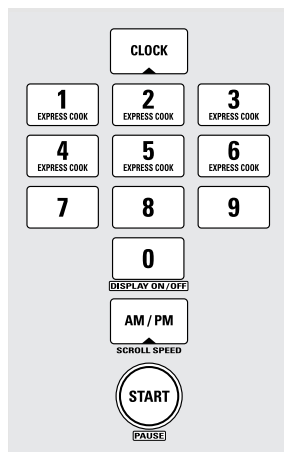 CLOCK
1 2 3
EXPRESS COOK EXPRESS COOK EXPRESS COOK
4 5 6
EXPRESS COOK EXPRESS COOK EXPRESS COOK
7 8 9
0
DISPLAY ON/OFF
AM / PM
SCROLL SPEED
START
PAUSE